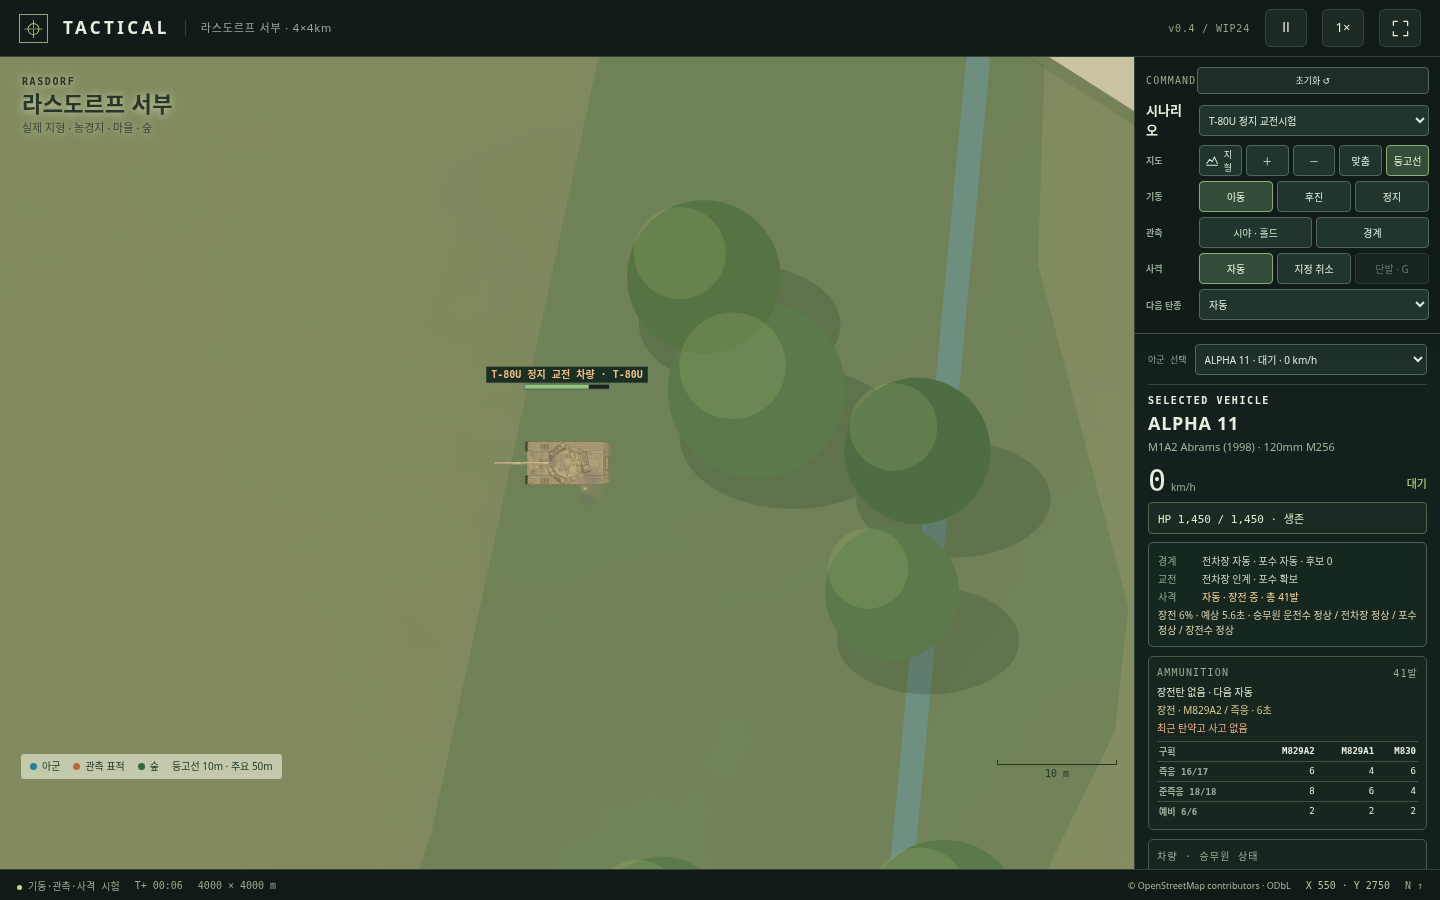 TACTICAL 라스도르프 서부 · 4×4km v0.4 / WIP24 II 1×
RASDORF
라스도르프 서부
실제 지형 · 농경지 · 마을 · 숲
T-80U 정지 교전 차량 · T-80U
아군 관측 표적 숲 등고선 10m · 주요 50m
10 m
COMMAND 초기화 ↺
시나리오 T-80U 정지 교전시험
지도 지형 + − 맞춤 등고선
기동 이동 후진 정지
관측 시야 · 홀드 경계
사격 자동 지정 취소 단발 · G
다음 탄종 자동
아군 선택 ALPHA 11 · 대기 · 0 km/h
SELECTED VEHICLE
ALPHA 11
M1A2 Abrams (1998) · 120mm M256
0 km/h 대기
HP 1,450 / 1,450 · 생존
경계 전차장 자동 · 포수 자동 · 후보 0
교전 전차장 인계 · 포수 확보
사격 자동 · 장전 중 · 총 41발
장전 6% · 예상 5.6초 · 승무원 운전수 정상 / 전차장 정상 / 포수
정상 / 장전수 정상
AMMUNITION 41발
장전탄 없음 · 다음 자동
장전 · M829A2 / 즉응 · 6초
최근 탄약고 사고 없음
구획 M829A2 M829A1 M830
즉응 16/17 6 4 6
준즉응 18/18 8 6 4
예비 6/6 2 2 2
차량 · 승무원 상태
기동·관측·사격 시험 T+ 00:06 4000 × 4000 m © OpenStreetMap contributors · ODbL X 550 · Y 2750 N ↑